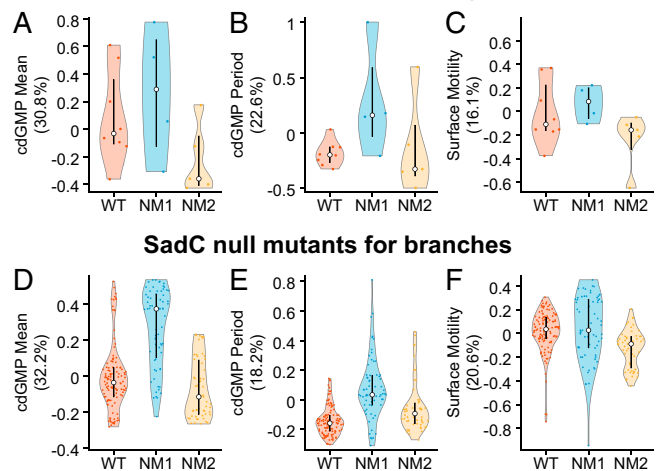 A
cdGMP Mean
(30.8%)
0.8
0.6
0.4
0.2
0
-0.2
-0.4
WT NM1 NM2
B
cdGMP Period
(22.6%)
1
0.5
0
-0.5
WT NM1 NM2
C
Surface Motility
(16.1%)
0.6
0.4
0.2
0
-0.2
-0.4
-0.6
WT NM1 NM2
SadC null mutants for branches
D
cdGMP Mean
(32.2%)
0.4
0.2
0
-0.2
-0.4
WT NM1 NM2
E
cdGMP Period
(18.2%)
0.8
0.6
0.4
0.2
0
-0.2
WT NM1 NM2
F
Surface Motility
(20.6%)
0.4
0.2
0
-0.2
-0.4
-0.6
-0.8
WT NM1 NM2